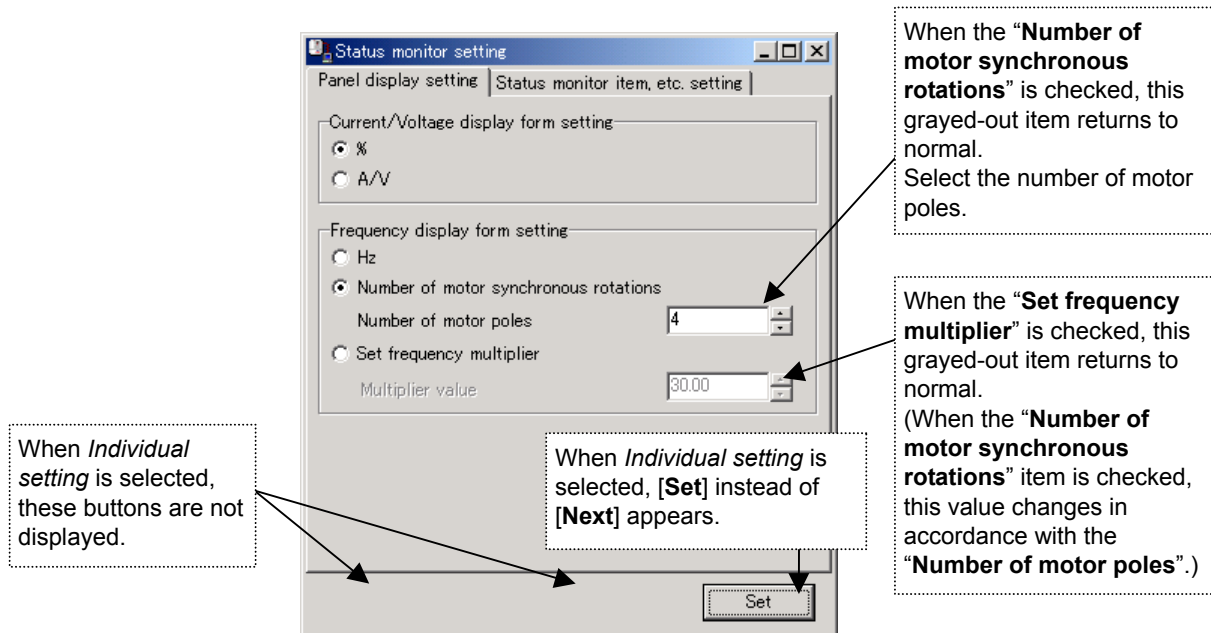 When the “Number of
motor synchronous
rotations” is checked, this
grayed-out item returns to
normal.
Select the number of motor
poles.
Status monitor setting
Panel display setting
Status monitor item, etc. setting
Current/Voltage display form setting
%
A/V
Frequency display form setting
Hz
Number of motor synchronous rotations
Number of motor poles
4
Set frequency multiplier
Multiplier value
30.00
When the “Set frequency
multiplier” is checked, this
grayed-out item returns to
normal.
(When the “Number of
motor synchronous
rotations” item is checked,
this value changes in
accordance with the
“Number of motor poles”.)
When Individual
setting is selected,
these buttons are not
displayed.
When Individual setting is
selected, [Set] instead of
[Next] appears.
Set